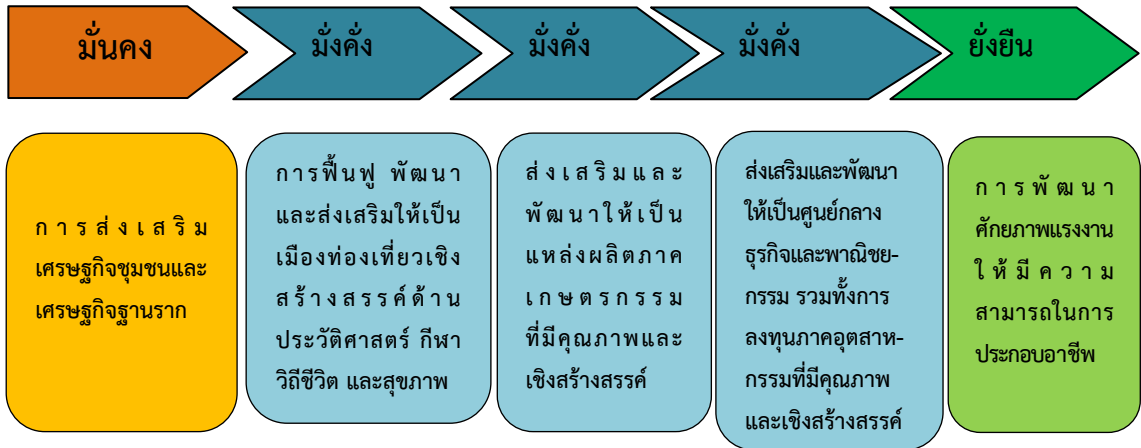 มั่นคง
มั่งคั่ง
มั่งคั่ง
มั่งคั่ง
ยั่งยืน
การส่งเสริม
เศรษฐกิจชุมชนและ
เศรษฐกิจฐานราก
การฟื้นฟู พัฒนา
และส่งเสริมให้เป็น
เมืองท่องเที่ยวเชิง
สร้างสรรค์ด้าน
ประวัติศาสตร์ กีฬา
วิถีชีวิต และสุขภาพ
ส่งเสริมและ
พัฒนาให้เป็น
แหล่งผลิตภาค
เกษตรกรรม
ที่มีคุณภาพและ
เชิงสร้างสรรค์
ส่งเสริมและพัฒนา
ให้เป็นศูนย์กลาง
ธุรกิจและพาณิชย-
กรรม รวมทั้งการ
ลงทุนภาคอุตสาห-
กรรมที่มีคุณภาพ
และเชิงสร้างสรรค์
การพัฒนา
ศักยภาพแรงงาน
ให้มีความ
สามารถในการ
ประกอบอาชีพ